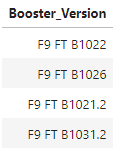 Booster_Version
F9 FT B1022
F9 FT B1026
F9 FT B1021.2
F9 FT B1031.2